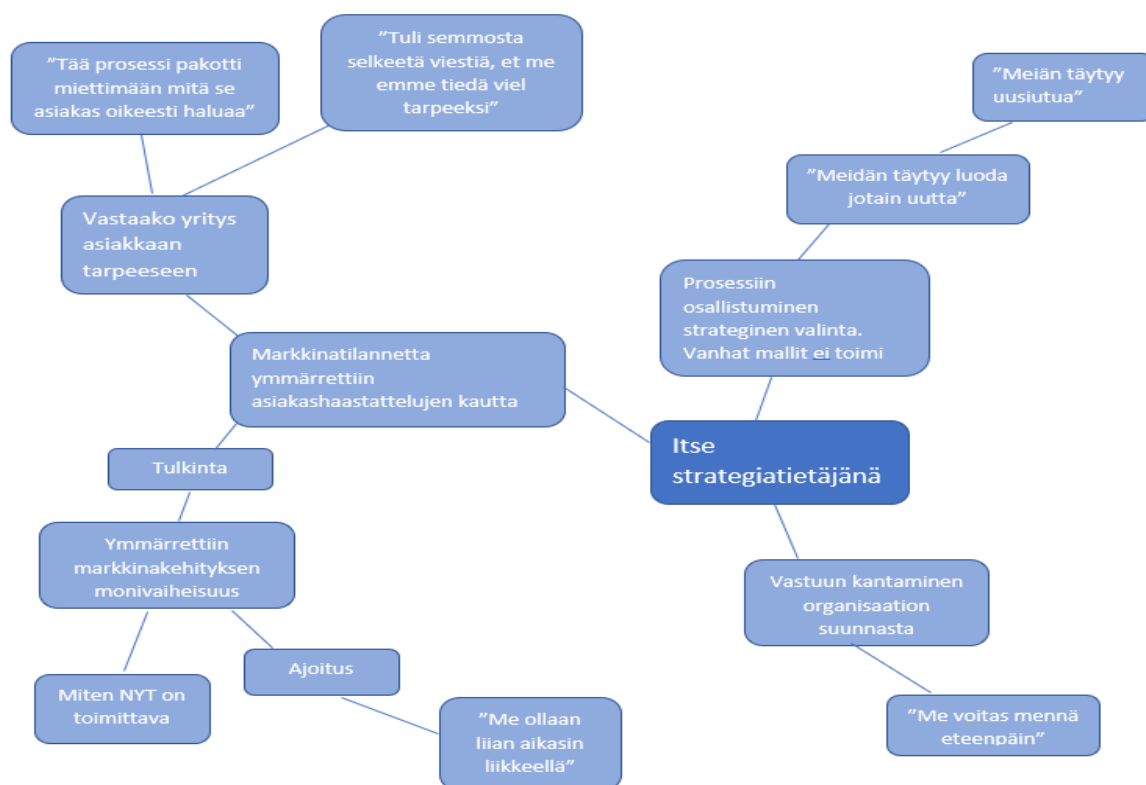 ”Tää prosessi pakotti
miettimään mitä se
asiakas oikeesti haluaa”
”Tuli semmosta
selkeetä viestiä, et me
emme tiedä viel
tarpeeksi”
”Meiän täytyy
uusiutua”
”Meidän täytyy luoda
jotain uutta”
Vastaako yritys
asiakkaan
tarpeeseen
Prosessiin
osallistuminen
strateginen valinta.
Vanhat mallit ei toimi
Markkinatilannetta
ymmärrettiin
asiakashaastattelujen kautta
Itse
strategiatietäjänä
Tulkinta
Ymmärrettiin
markkinakehityksen
monivaiheisuus
Vastuun kantaminen
organisaation
suunnasta
Ajoitus
Miten NYT on
toimittava
”Me ollaan
liian aikasin
liikkeellä”
”Me voitas mennä
eteenpäin”